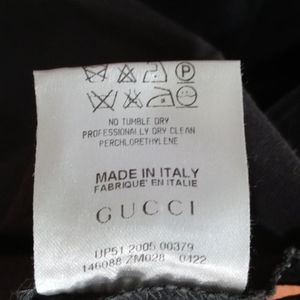 P
NO TUMBLE DRY
PROFESSIONALLY DRY CLEAN
PERCHLORETHYLENE
MADE IN ITALY
FABRIQUE' EN ITALIE
GUCCI
UP51 2005 00379
146088 ZM028 0422